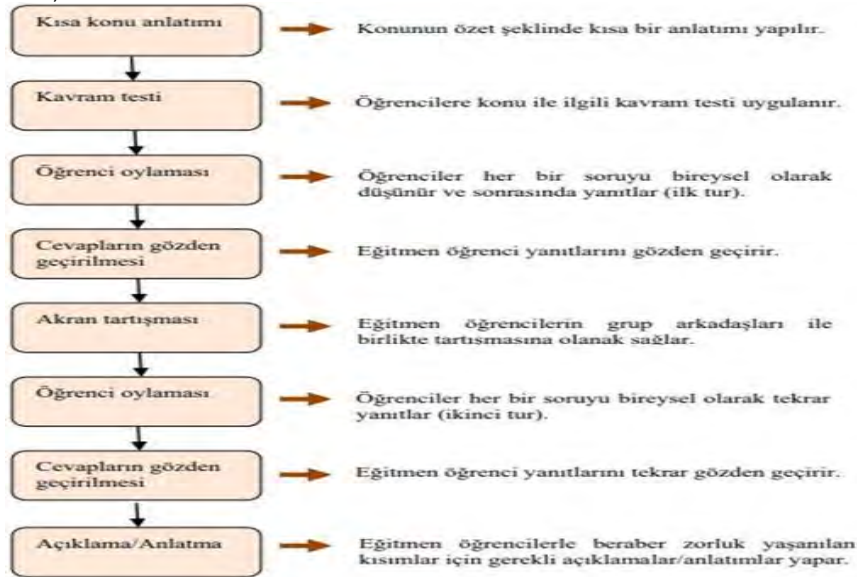 Kısa konu anlatımı
Konunun özet şeklinde kısa bir anlatımı yapılır.
Kavram testi
Öğrencilere konu ile ilgili kavram testi uygulanır.
Öğrenci oylaması
Öğrenciler her bir soruyu bireysel olarak
düşünür ve sonrasında yanıtlar (ilk tur).
Cevapların gözden
geçirilmesi
Eğitmen öğrenci yanıtlarını gözden geçirir.
Akran tartışması
Eğitmen öğrencilerin grup arkadaşları ile
birlikte tartışmasına olanak sağlar.
Öğrenci oylaması
Öğrenciler her bir soruyu bireysel olarak tekrar
yanıtlar (ikinci tur).
Cevapların gözden
geçirilmesi
Eğitmen öğrenci yanıtlarını tekrar gözden geçirir.
Açıklama/Anlatma
Eğitmen öğrencilerle beraber zorluk yaşanılan
kısımlar için gerekli açıklamalar/anlatımlar yapar.